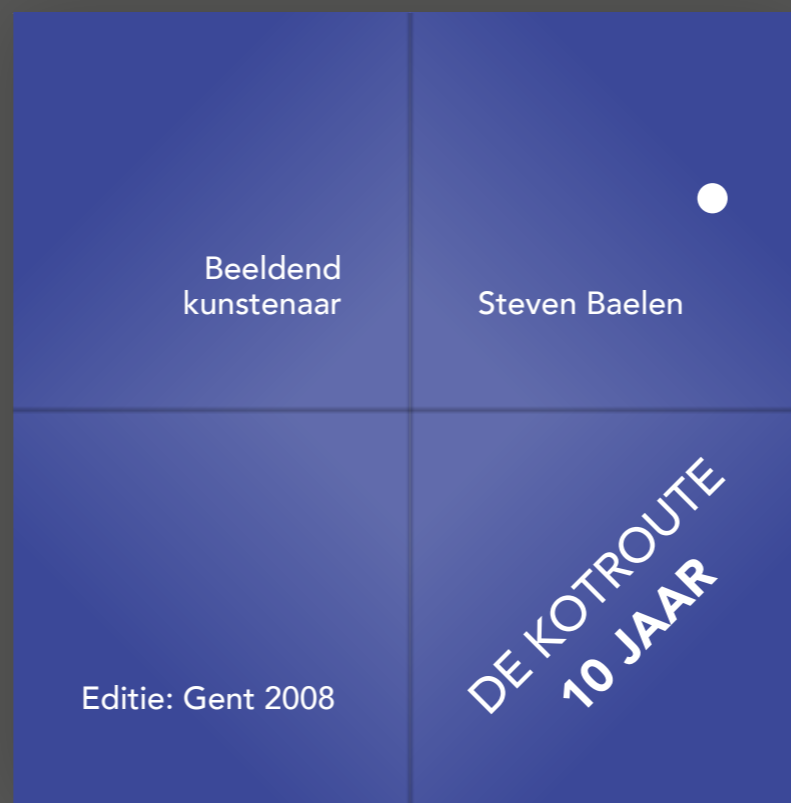 Beeldend
kunstenaar
Steven Baelen
Editie: Gent 2008
DE KOTROUTE
10 JAAR